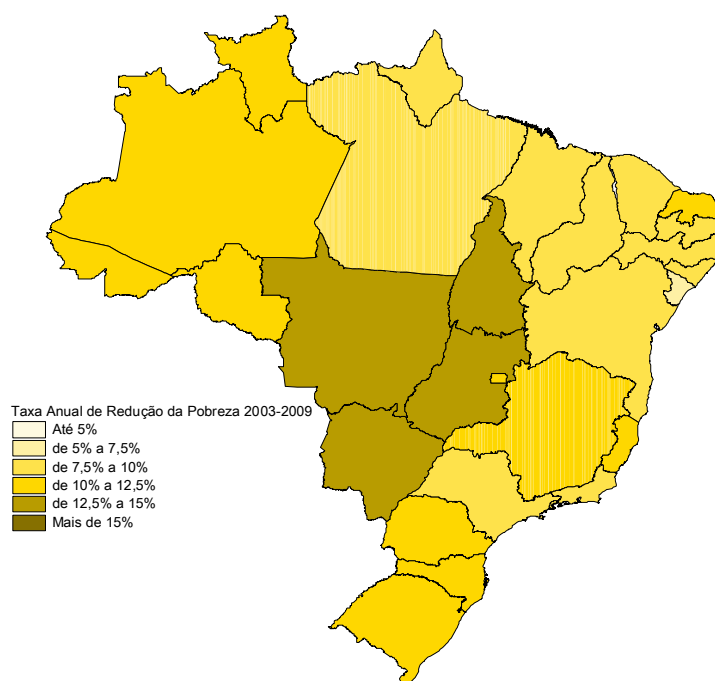 Taxa Anual de Redução da Pobreza 2003-2009
Até 5%
de 5% a 7,5%
de 7,5% a 10%
de 10% a 12,5%
de 12,5% a 15%
Mais de 15%